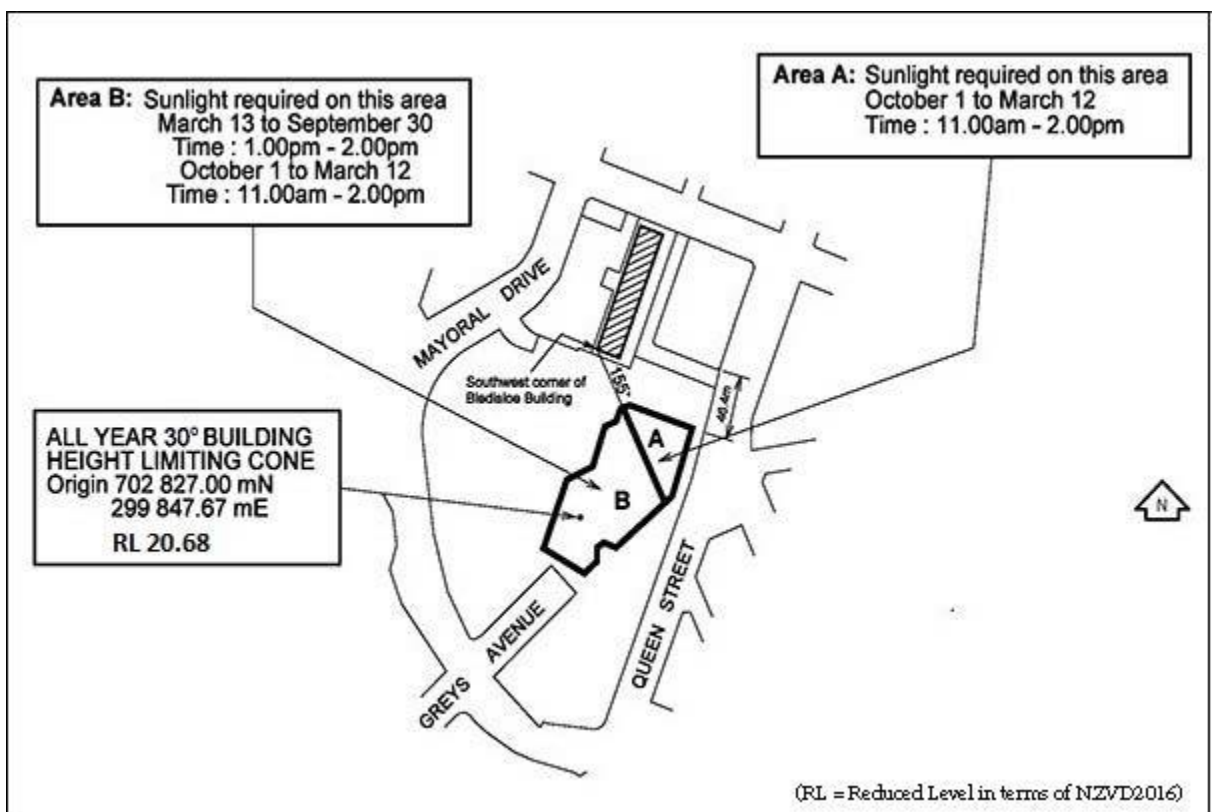 Area B: Sunlight required on this area
March 13 to September 30
Time : 1.00pm - 2.00pm
October 1 to March 12
Time : 11.00am - 2.00pm
Area A: Sunlight required on this area
October 1 to March 12
Time : 11.00am - 2.00pm
MAYORAL DRIVE
Southwest corner of
Bledisloe Building
155°
46.4m
ALL YEAR 30° BUILDING
HEIGHT LIMITING CONE
Origin 702 827.00 mN
299 847.67 mE
RL 20.68
A
B
N
QUEEN STREET
GREYS AVENUE
(RL = Reduced Level in terms of NZVD2016)